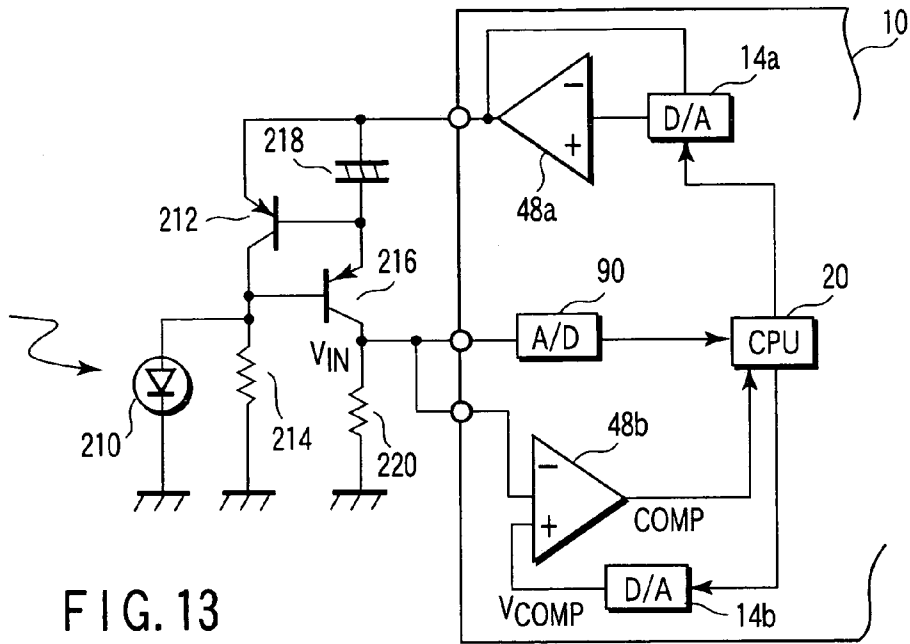 10
14a
D/A
−
+
48a
218
212
216
90
A/D
20
CPU
V_IN
210
214
220
48b
−
+
COMP
V_COMP
D/A
14b
FIG.13